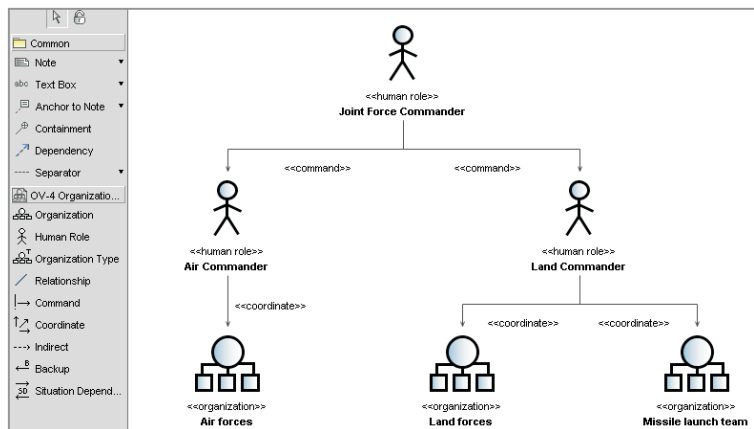 Common
Note
abc Text Box
Anchor to Note
Containment
Dependency
Separator
OV-4 Organizatio...
Organization
Human Role
T Organization Type
Relationship
Command
Coordinate
Indirect
B Backup
SD Situation Depend...
<<human role>>
Joint Force Commander
<<command>> <<command>>
<<human role>> <<human role>>
Air Commander Land Commander
<<coordinate>>
<<coordinate>> <<coordinate>>
<<organization>> <<organization>> <<organization>>
Air forces Land forces Missile launch team